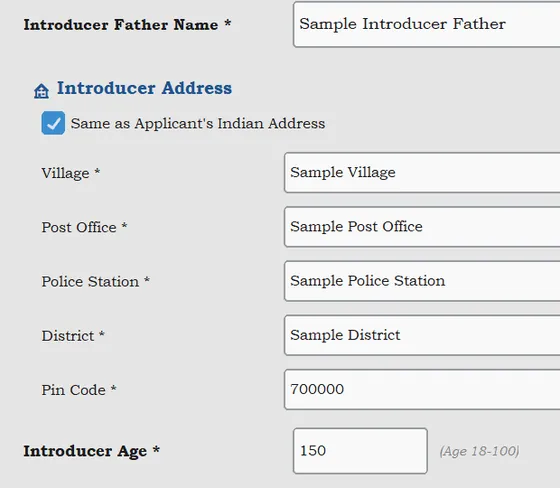 Introducer Father Name * Sample Introducer Father
Introducer Address
Same as Applicant's Indian Address
Village * Sample Village
Post Office * Sample Post Office
Police Station * Sample Police Station
District * Sample District
Pin Code * 700000
Introducer Age * 150 (Age 18-100)